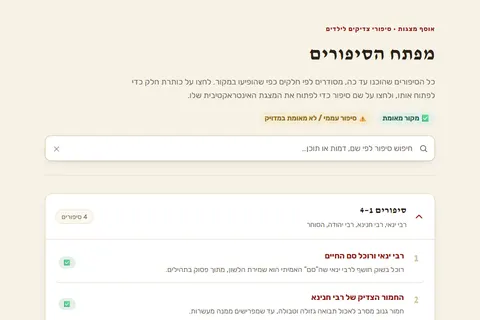 אוסף מצגות · סיפורי צדיקים לילדים
מפתח הסיפורים
כל הסיפורים שהוכנו עד כה, מסודרים לפי חלקים כפי שהופיעו במקור. לחצו על כותרת חלק בדי
לפתוח אותו, ולחצו על שם סיפור כדי לפתוח את המצגת האינטראקטיבית שלו.
✅ מקור מאומת
⚠️ סיפור עממי / לא מאומת במדויק
חיפוש סיפור לפי שם, דמות או תוכן...
סיפורים 1–4
רבי ינאי, רבי חנינא, רבי יהודה, הסוחר
4 סיפורים
1
רבי ינאי ורוכל סם החיים
רוכל בשוק חושף לרבי ינאי שה"סם" האמיתי הוא שמירת הלשון, מתוך פסוק בתהילים.
2
החמור הצדיק של רבי חנינא
חמור גנוב מסרב לאכול תבואה גזולה וטבולה, עד שמפרישים ממנה מעשרות.